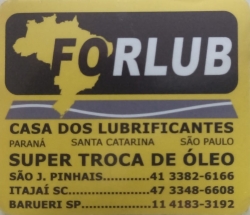 FORLUB
CASA DOS LUBRIFICANTES
PARANÁ SANTA CATARINA SÃO PAULO
SUPER TROCA DE ÓLEO
SÃO J. PINHAIS...........41 3382-6166
ITAJAÍ SC....................47 3348-6608
BARUERI SP................11 4183-3192